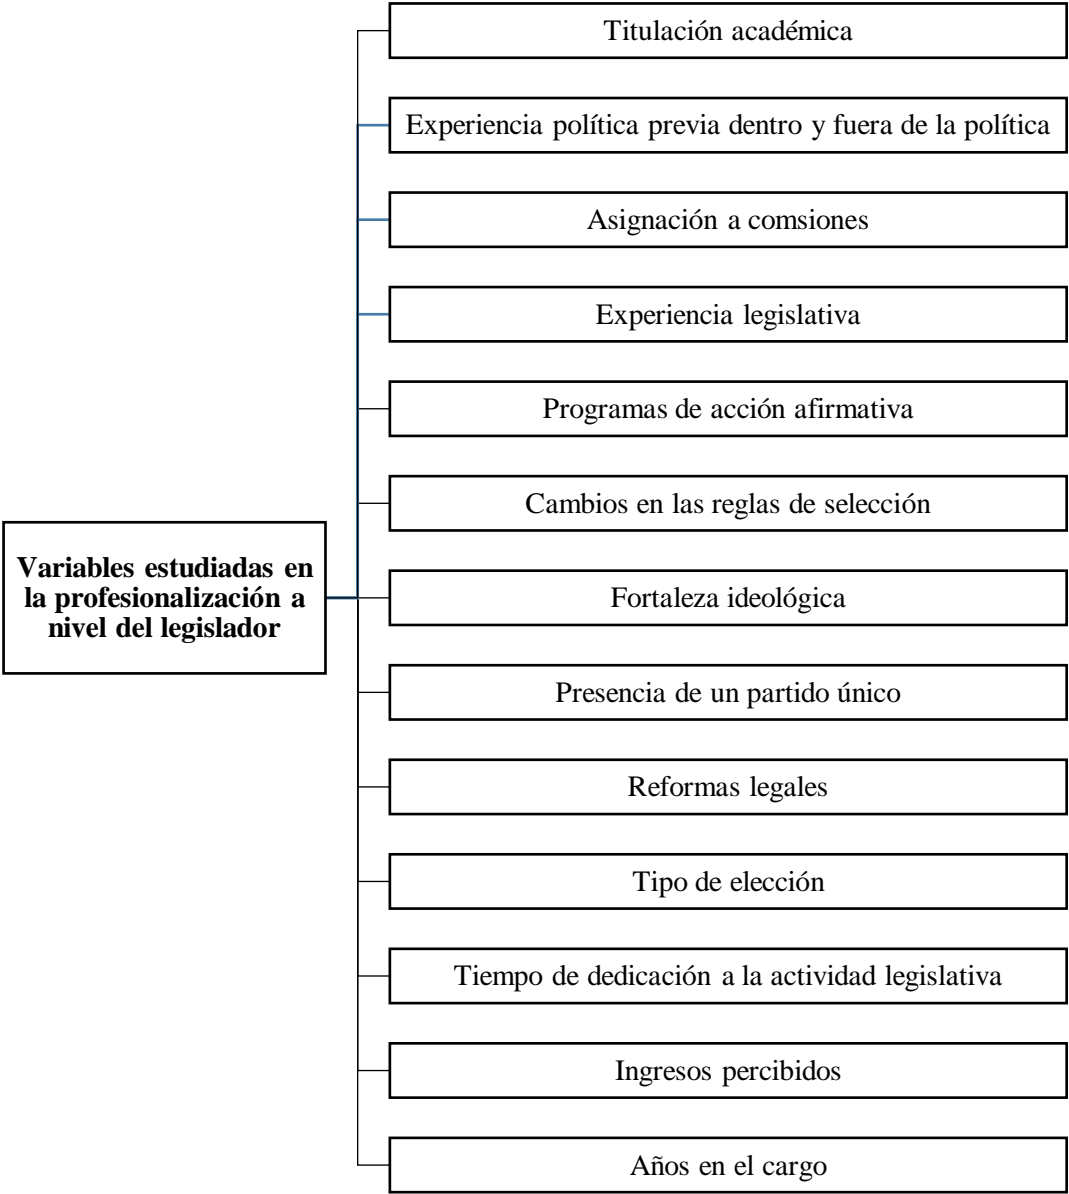 Titulación académica
Experiencia política previa dentro y fuera de la política
Asignación a comsiones
Experiencia legislativa
Programas de acción afirmativa
Cambios en las reglas de selección
Variables estudiadas en
la profesionalización a
nivel del legislador
Fortaleza ideológica
Presencia de un partido único
Reformas legales
Tipo de elección
Tiempo de dedicación a la actividad legislativa
Ingresos percibidos
Años en el cargo